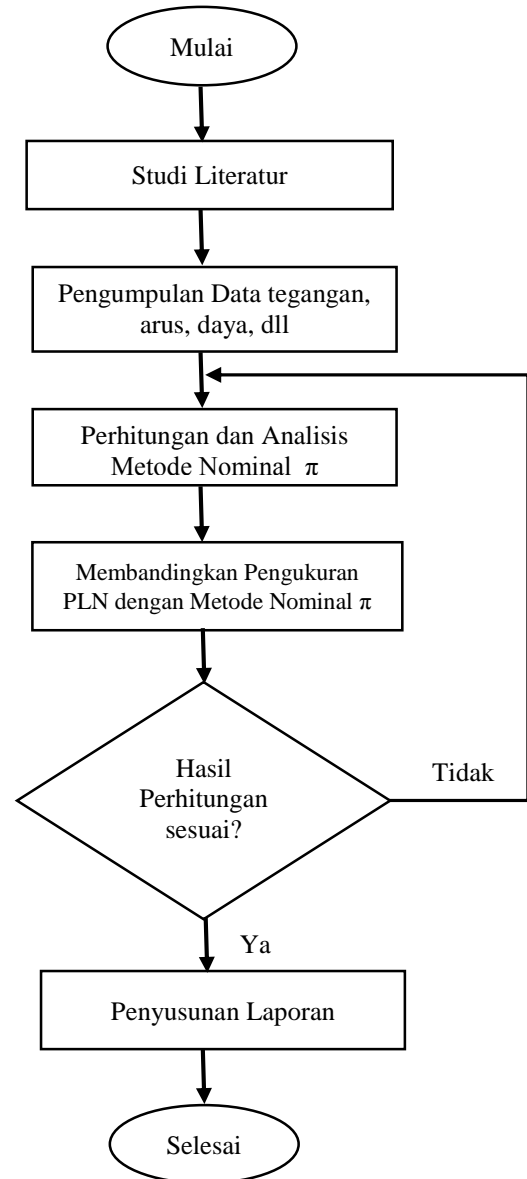 Mulai
Studi Literatur
Pengumpulan Data tegangan,
arus, daya, dll
Perhitungan dan Analisis
Metode Nominal π
Membandingkan Pengukuran
PLN dengan Metode Nominal π
Hasil
Perhitungan
sesuai?
Tidak
Ya
Penyusunan Laporan
Selesai